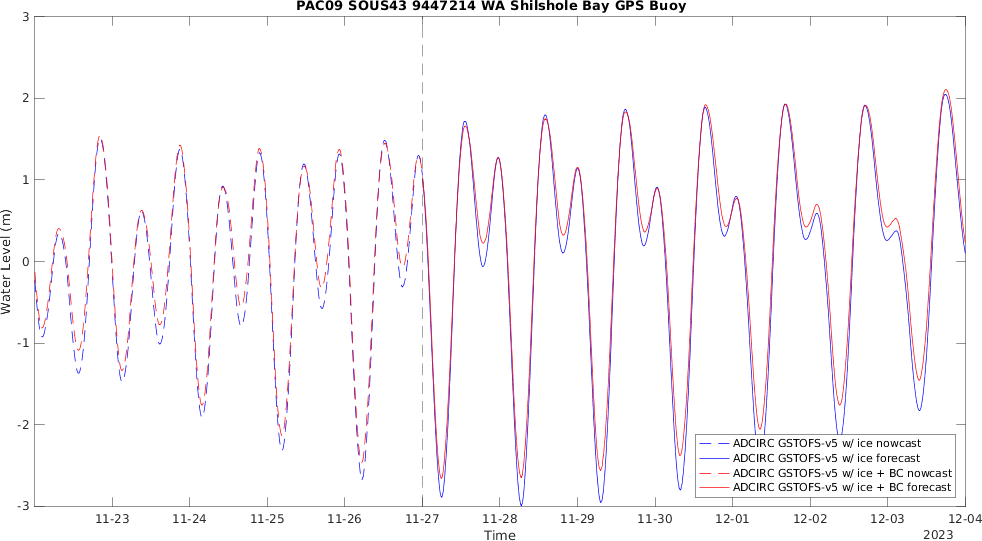 PAC09 SOUS43 9447214 WA Shilshole Bay GPS Buoy
3
2
1
0
-1
-2
-3
Water Level (m)
11-23
11-24
11-25
11-26
11-27
11-28
11-29
11-30
12-01
12-02
12-03
12-04
Time
2023
ADCIRC GSTOFS-v5 w/ ice nowcast
ADCIRC GSTOFS-v5 w/ ice forecast
ADCIRC GSTOFS-v5 w/ ice + BC nowcast
ADCIRC GSTOFS-v5 w/ ice + BC forecast